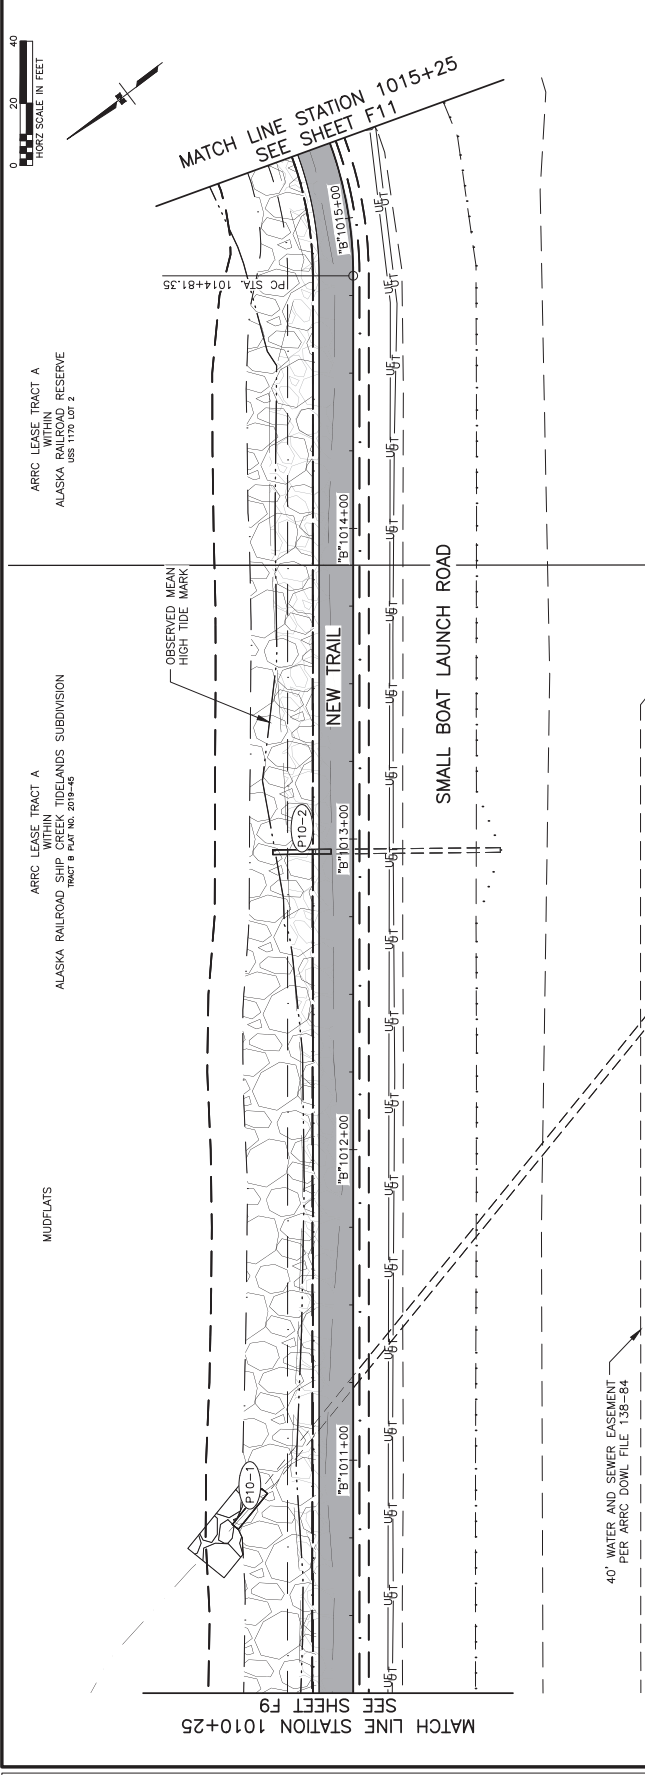 0 20 40
HORZ SCALE IN FEET
MATCH LINE STATION 1015+25
SEE SHEET F11
ARRC LEASE TRACT A
WITHIN
ALASKA RAILROAD RESERVE
USS 1170 LOT 2
PC STA. 1014+81.35
"B"1015+00
"B"1014+00
OBSERVED MEAN
HIGH TIDE MARK
NEW TRAIL
SMALL BOAT LAUNCH ROAD
ARRC LEASE TRACT A
WITHIN
ALASKA RAILROAD SHIP CREEK TIDELANDS SUBDIVISION
TRACT B PLAT NO. 2019-45
P10-2
"B"1013+00
"B"1012+00
MUDFLATS
"B"1011+00
P10-1
40' WATER AND SEWER EASEMENT
PER ARRC DOWL FILE 138-84
MATCH LINE STATION 1010+25
SEE SHEET F9